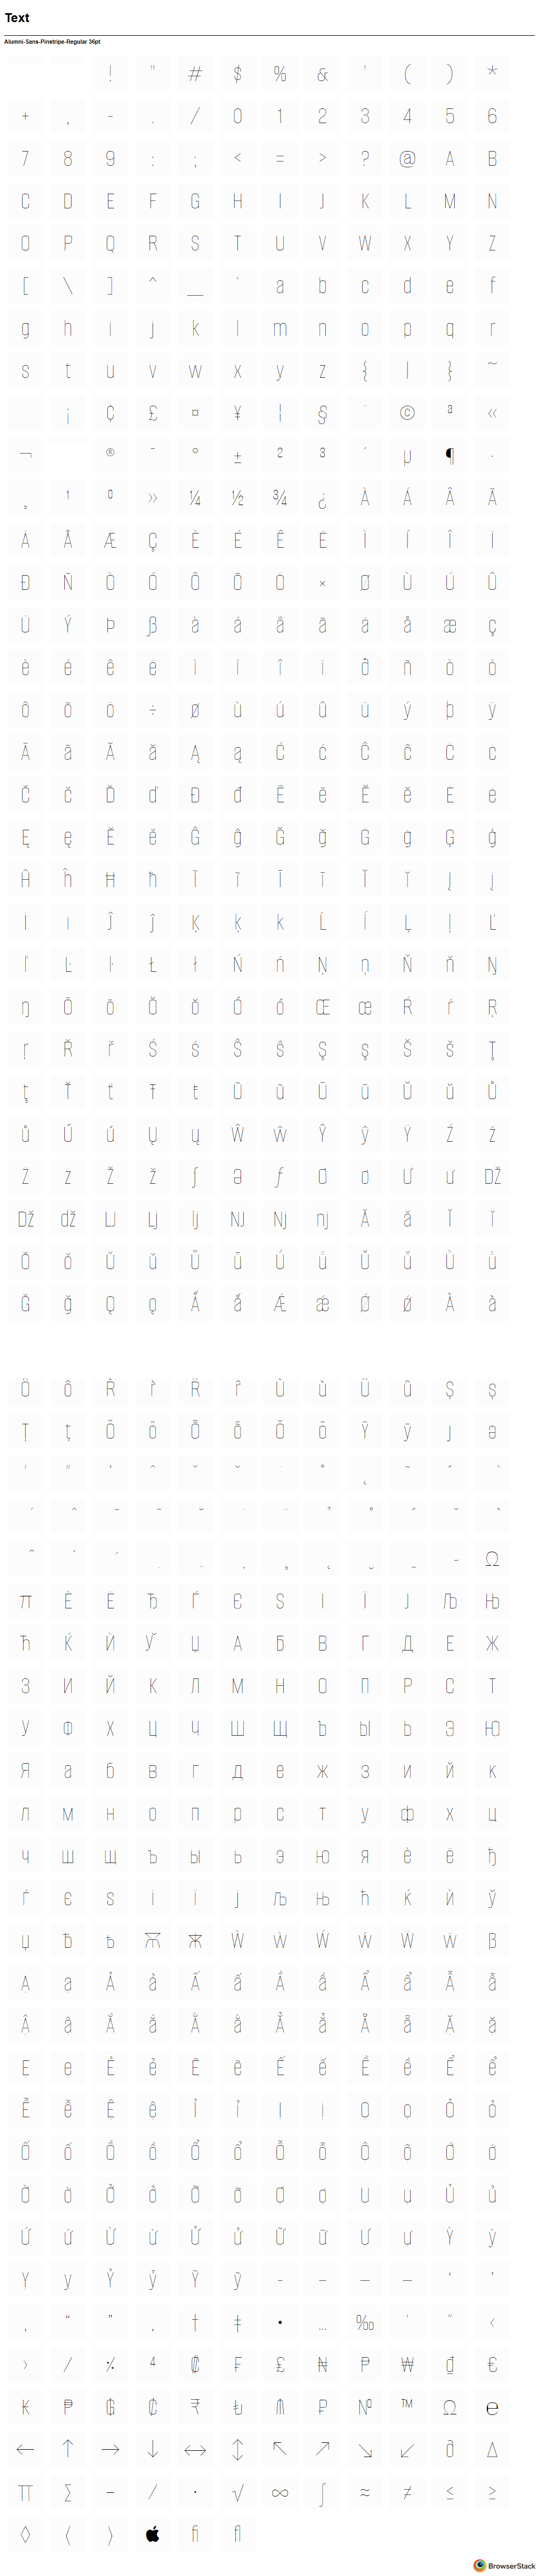 Text
Alumni-Sans-Pinstripe-Regular 36pt
! " # $ % & ' ( ) *
+ , - . / 0 1 2 3 4 5 6
7 8 9 : ; < = > ? @ A B
C D E F G H I J K L M N
O P Q R S T U V W X Y Z
[ \ ] ^ _ ` a b c d e f
g h i j k l m n o p q r
s t u v w x y z { | } ~
¡ ¢ £ ¤ ¥ ¦ § ¨ © ª «
¬ ® ¯ ° ± ² ³ ´ µ ¶ ·
¸ ¹ º » ¼ ½ ¾ ¿ À Á Â Ã
Ä Å Æ Ç È É Ê Ë Ì Í Î Ï
Ð Ñ Ò Ó Ô Õ Ö × Ø Ù Ú Û
Ü Ý Þ ß à á â ã ä å æ ç
è é ê ë ì í î ï ð ñ ò ó
ô õ ö ÷ ø ù ú û ü ý þ ÿ
Ā ā Ă ă Ą ą Ć ć Ĉ ĉ Ċ ċ
Č č Ď ď Đ đ Ē ē Ĕ ĕ Ė ė
Ę ę Ě ě Ĝ ĝ Ğ ğ Ġ ġ Ģ ģ
Ĥ ĥ Ħ ħ Ĩ ĩ Ī ī Ĭ ĭ Į į
İ ı Ĵ ĵ Ķ ķ ĸ Ĺ ĺ Ļ ļ Ľ
ľ Ŀ ŀ Ł ł Ń ń Ņ ņ Ň ň Ŋ
ŋ Ō ō Ŏ ŏ Ő ő Œ œ Ŕ ŕ Ŗ
ŗ Ř ř Ś ś Ŝ ŝ Ş ş Š š Ţ
ţ Ť ť Ŧ ŧ Ũ ũ Ū ū Ŭ ŭ Ů
ů Ű ű Ų ų Ŵ ŵ Ŷ ŷ Ÿ Ź ź
Ż ż Ž ž ſ Ə ƒ Ơ ơ Ư ư Ǆ
ǅ ǆ Ǉ ǈ ǉ Ǌ ǋ ǌ Ǎ ǎ Ǐ ǐ
Ǒ ǒ Ǔ ǔ Ǖ ǖ Ǘ ǘ Ǚ ǚ Ǜ ǜ
Ǧ ǧ Ǫ ǫ Ǻ ǻ Ǽ ǽ Ǿ ǿ Ȁ ȁ
Ȍ Ȏ ȏ Ȑ ȑ Ȓ ȓ Ȕ ȕ Ȗ ȗ Ș ș
Ț ț Ȫ ȫ Ȭ ȭ Ȱ ȱ Ȳ ȳ ȷ ə
Ω
π Ѐ Ё Ђ Ѓ Є Ѕ І Ї Ј Љ Њ
Ћ Ќ Ѝ Ў Џ А Б В Г Д Е Ж
З И Й К Л М Н О П Р С Т
У Ф Х Ц Ч Ш Щ Ъ Ы Ь Э Ю
Я а б в г д е ж з и й к
л м н о п р с т у ф х ц
ч ш щ ъ ы ь э ю я ѐ ё ђ
ѓ є ѕ і ї ј љ њ ћ ќ ѝ ў
џ Ѣ ѣ Ѫ ѫ Ẁ ẁ Ẃ ẃ Ẅ ẅ ẞ
Ạ ạ Ả ả Ấ ấ Ầ ầ Ẩ ẩ Ẫ ẫ
Ậ ậ Ắ ắ Ằ ằ Ẳ ẳ Ẵ ẵ Ặ ặ
Ẹ ẹ Ẻ ẻ Ẽ ẽ Ế ế Ề ề Ể ể
Ễ ễ Ệ ệ Ỉ ỉ Ị ị Ọ ọ Ỏ ỏ
Ố ố Ồ ồ Ổ ổ Ỗ ỗ Ộ ộ Ớ ớ
Ờ ờ Ở ở Ỡ ỡ Ợ ợ Ụ ụ Ủ ủ
Ứ ứ Ừ ừ Ử ử Ữ ữ Ự ự Ỳ ỳ
Ỵ ỵ Ỷ ỷ Ỹ ỹ ‐ – — ― ‘ ’
‚ “ ” „ † ‡ • … ‰ ′ ″ ‹
› ⁄ ⁒ ⁴ ₡ ₣ ₤ ₦ ₱ ₩ ₫ €
₭ ₱ ₲ ₵ ₹ ₺ ₼ ₽ № ™ Ω ℮
← ↑ → ↓ ↔ ↕ ↖ ↗ ↘ ↙ ∂ ∆
∏ ∑ − ∕ ∙ √ ∞ ∫ ≈ ≠ ≤ ≥
◊ 〈 〉  ﬁ ﬂ
BrowserStack